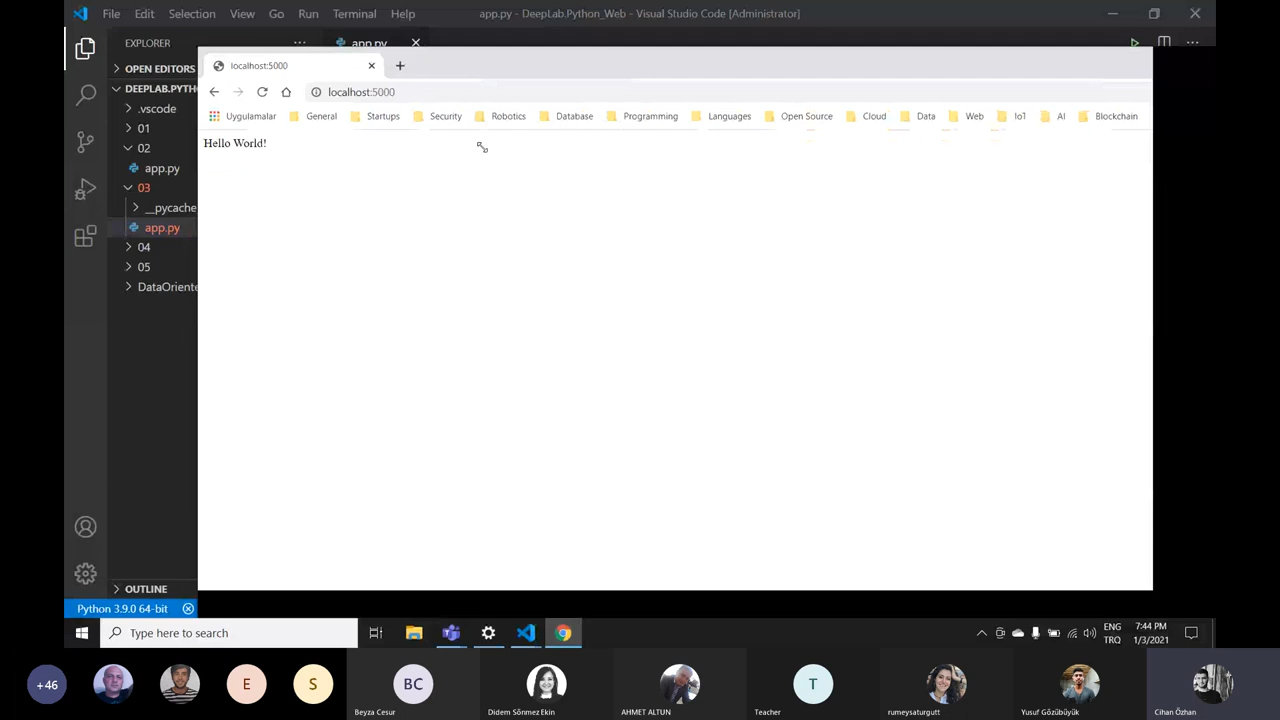 File Edit Selection View Go Run Terminal Help app.py - DeepLab.Python_Web - Visual Studio Code [Administrator]
EXPLORER
app.py
OPEN EDITORS
localhost:5000
DEEPLAB.PYTH
localhost:5000
.vscode
Uygulamalar General Startups Security Robotics Database Programming Languages Open Source Cloud Data Web IoT AI Blockchain
01
Hello World!
02
app.py
03
__pycache
app.py
04
05
DataOriente
OUTLINE
Python 3.9.0 64-bit
Type here to search
ENG
TRQ
7:44 PM
1/3/2021
+46
E
S
BC
T
Beyza Cesur
Didem Sönmez Ekin
AHMET ALTUN
Teacher
rumeysaturgutt
Yusuf Gözübüyük
Cihan Özhan